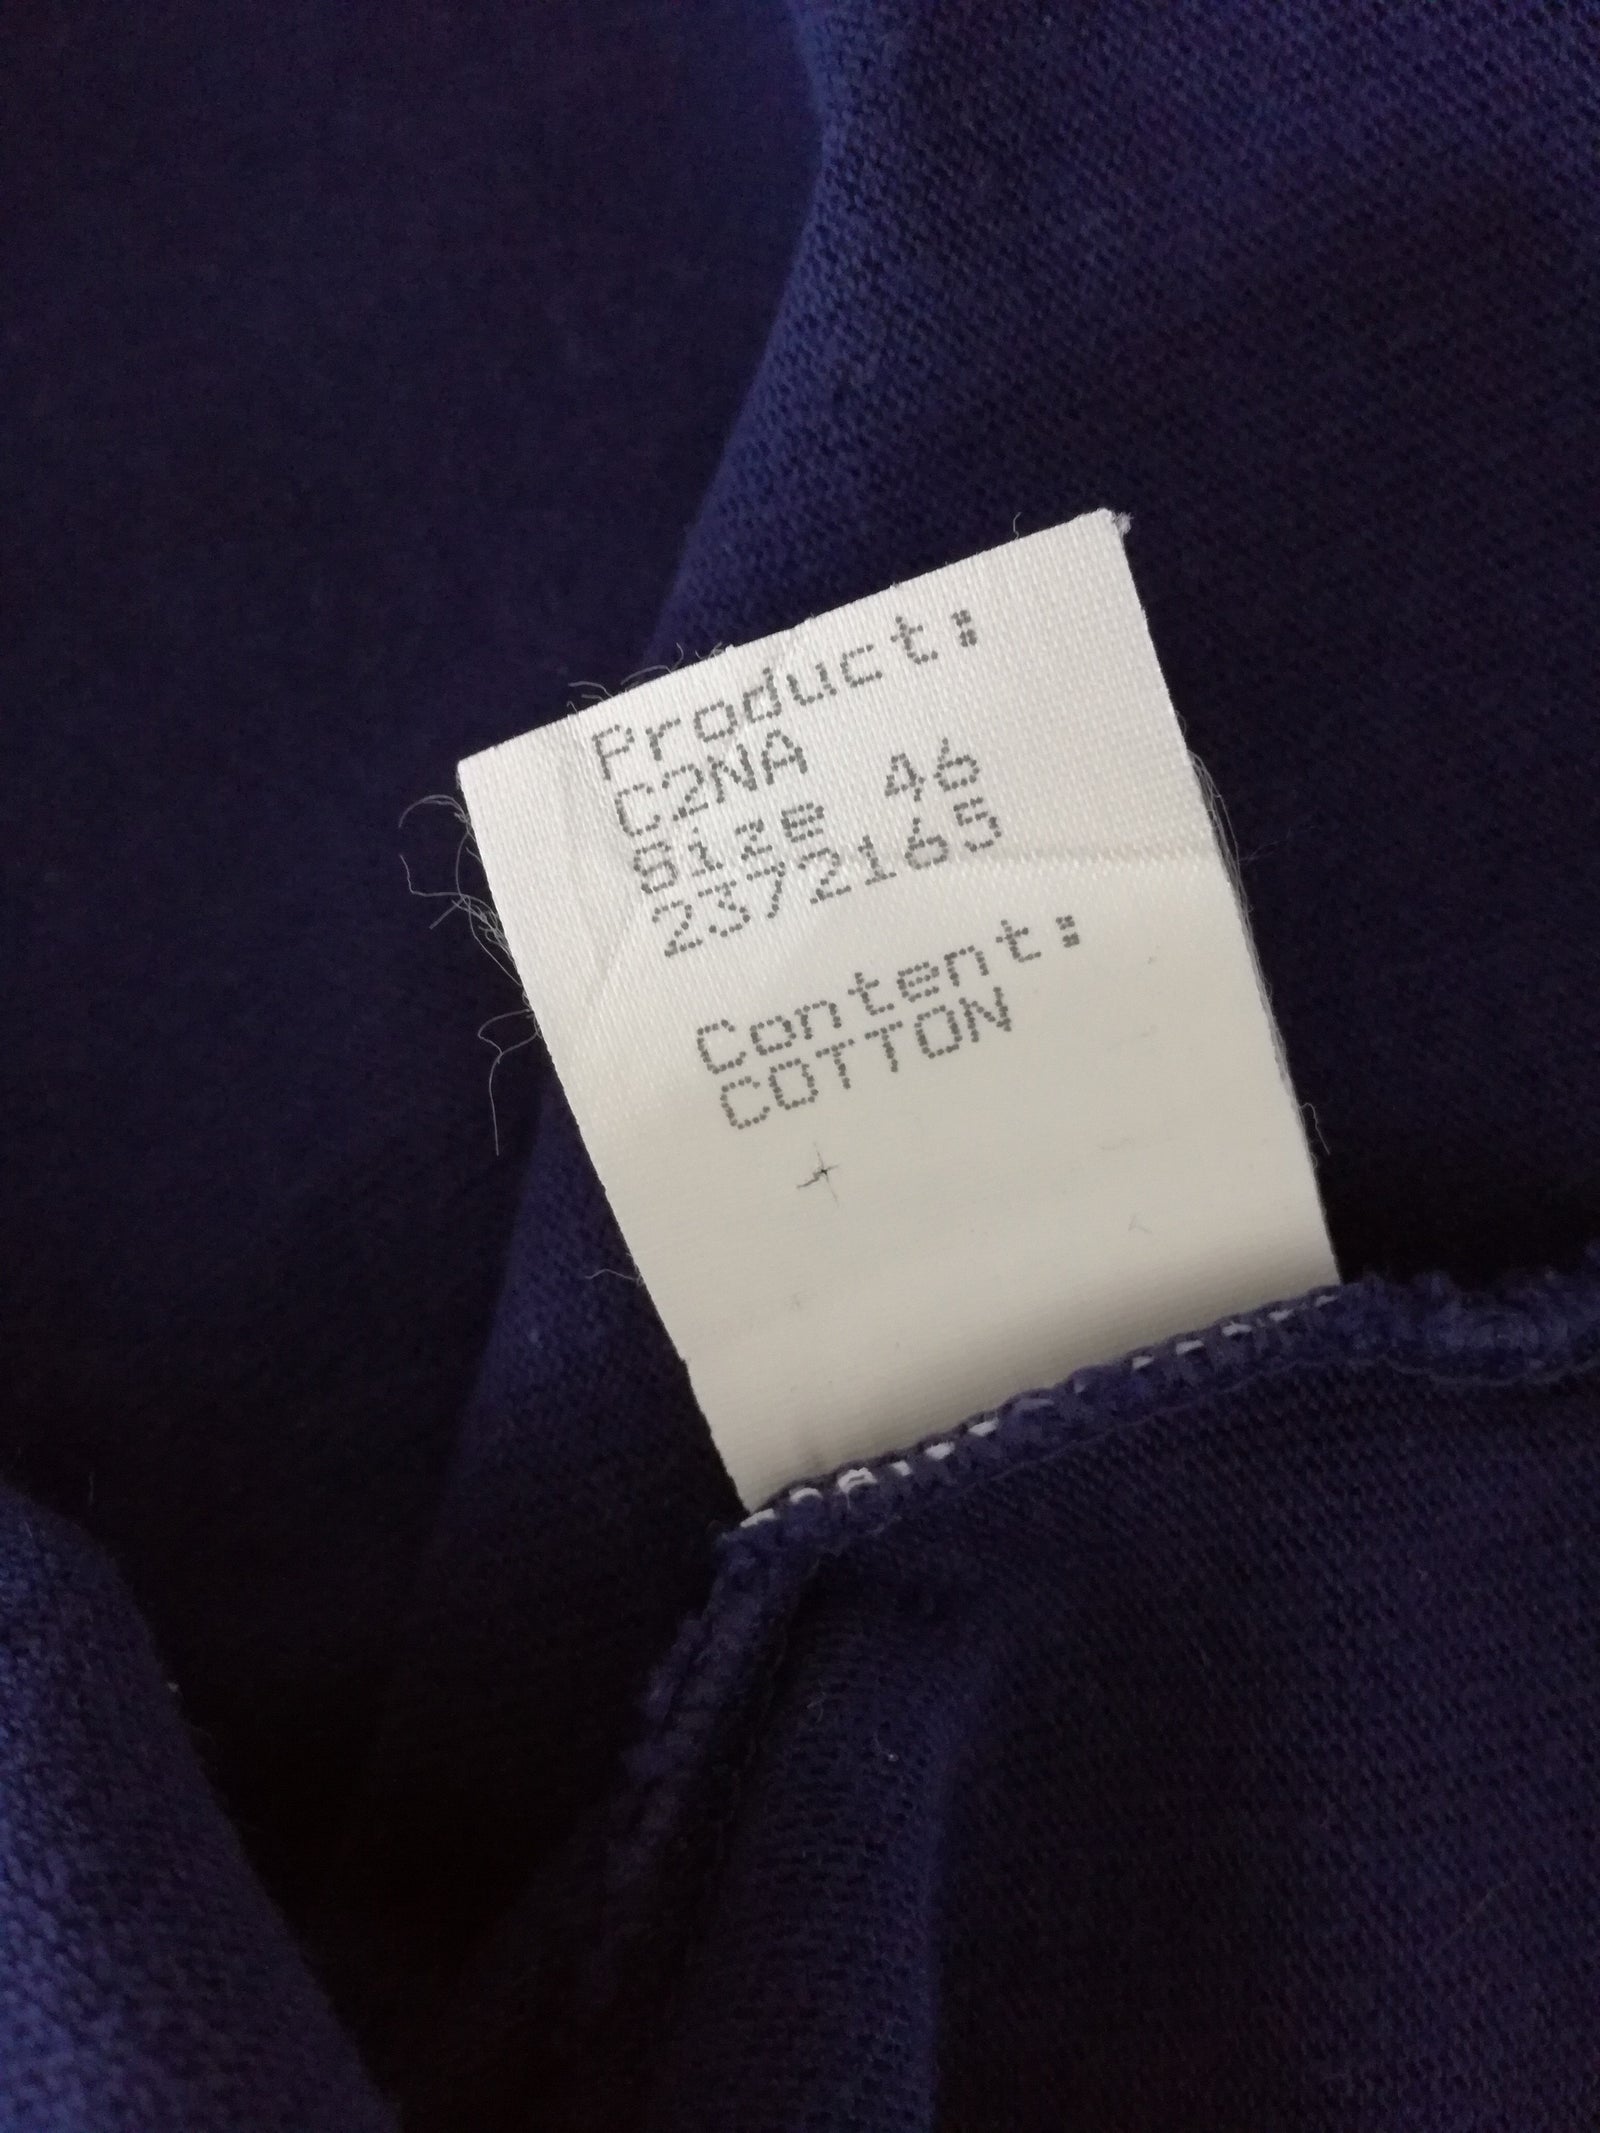 Product:
C2NA
Size 46
2372165
Content:
COTTON